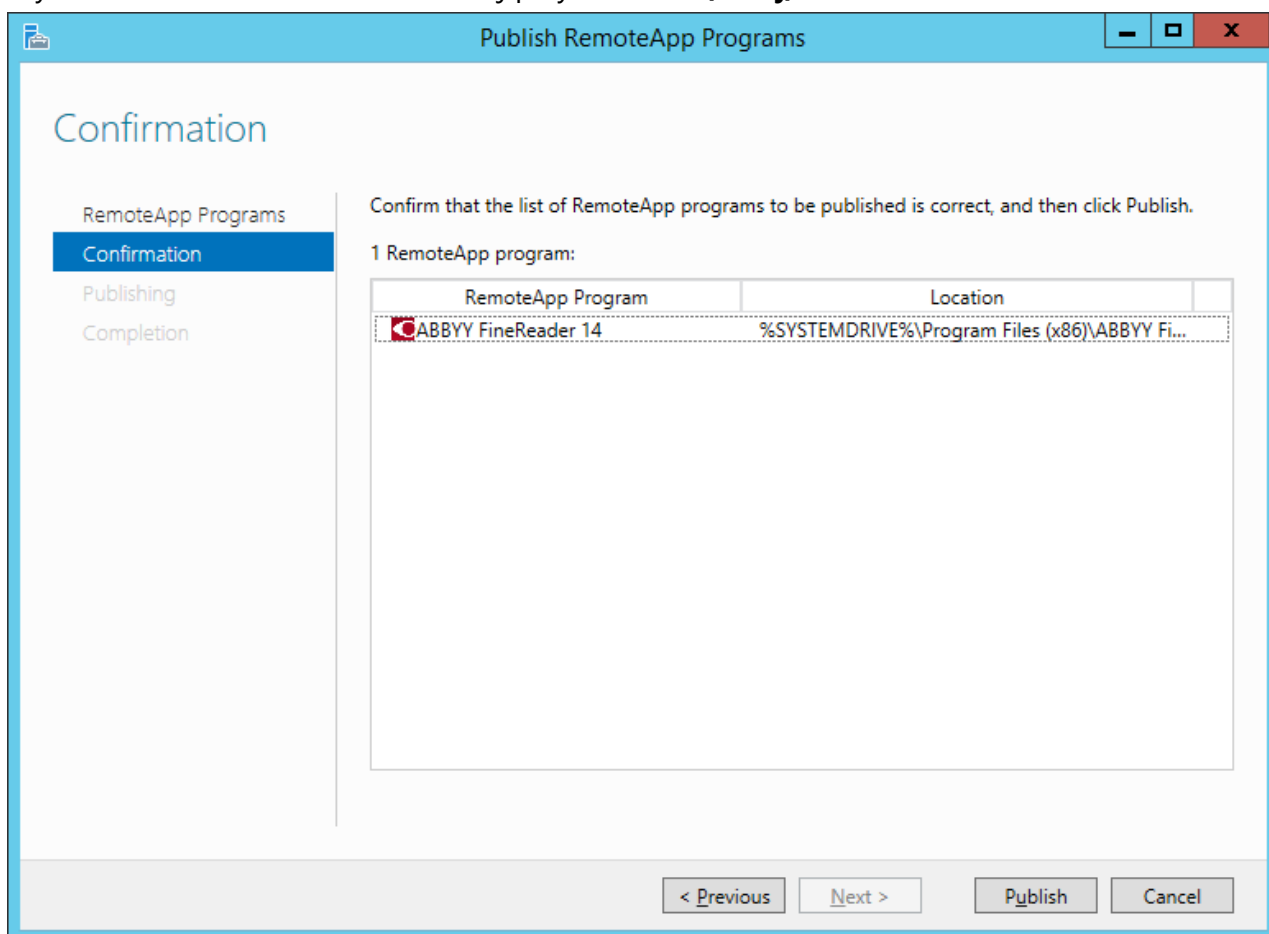 Publish RemoteApp Programs
Confirmation
RemoteApp Programs
Confirmation
Publishing
Completion
Confirm that the list of RemoteApp programs to be published is correct, and then click Publish.
1 RemoteApp program:
RemoteApp Program Location
ABBYY FineReader 14 %SYSTEMDRIVE%\Program Files (x86)\ABBYY Fi...
< Previous Next > Publish Cancel